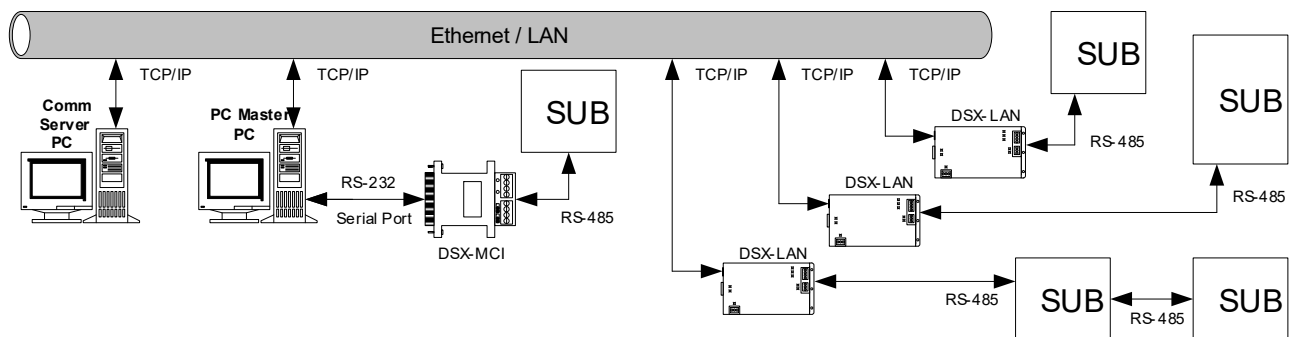 Ethernet / LAN
TCP/IP
TCP/IP
TCP/IP
TCP/IP
TCP/IP
Comm
Server
PC
PC Master
PC
RS-232
Serial Port
DSX-MCI
SUB
RS-485
DSX-LAN
RS-485
SUB
DSX-LAN
RS-485
SUB
DSX-LAN
RS-485
SUB
RS-485
SUB